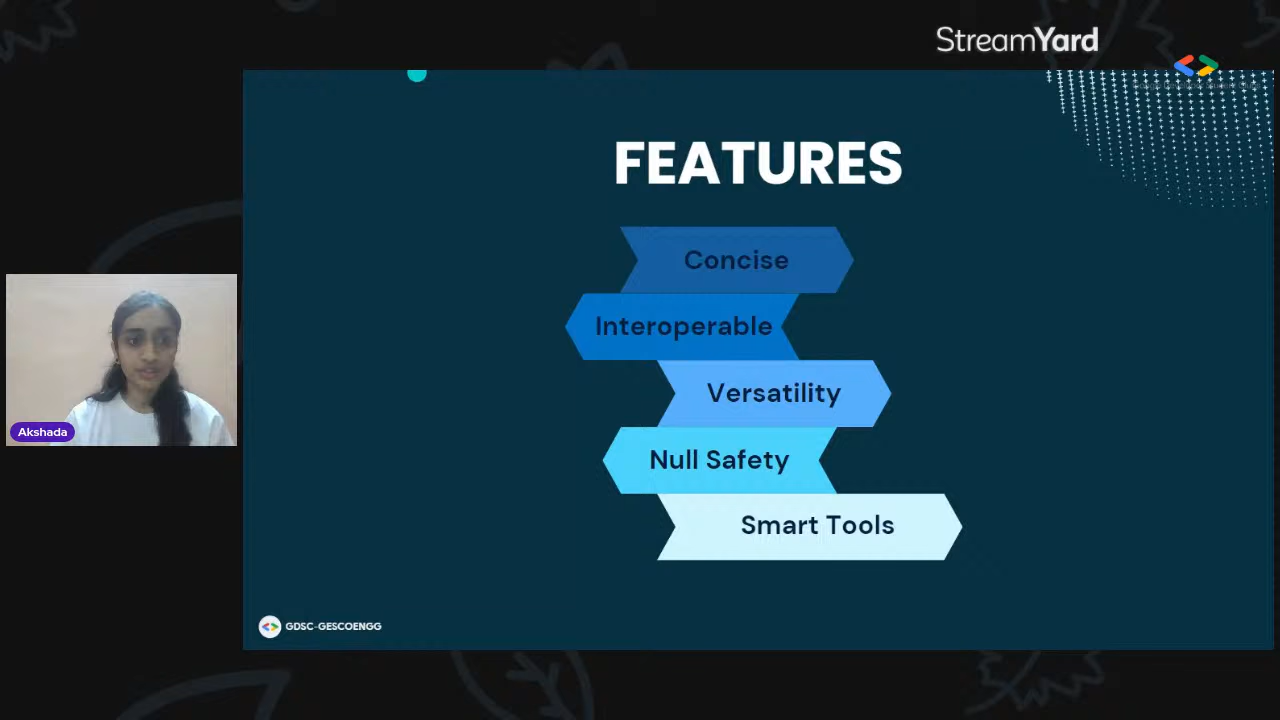 StreamYard
FEATURES
Concise
Interoperable
Versatility
Null Safety
Smart Tools
Akshada
GDSC-GESCOENGG